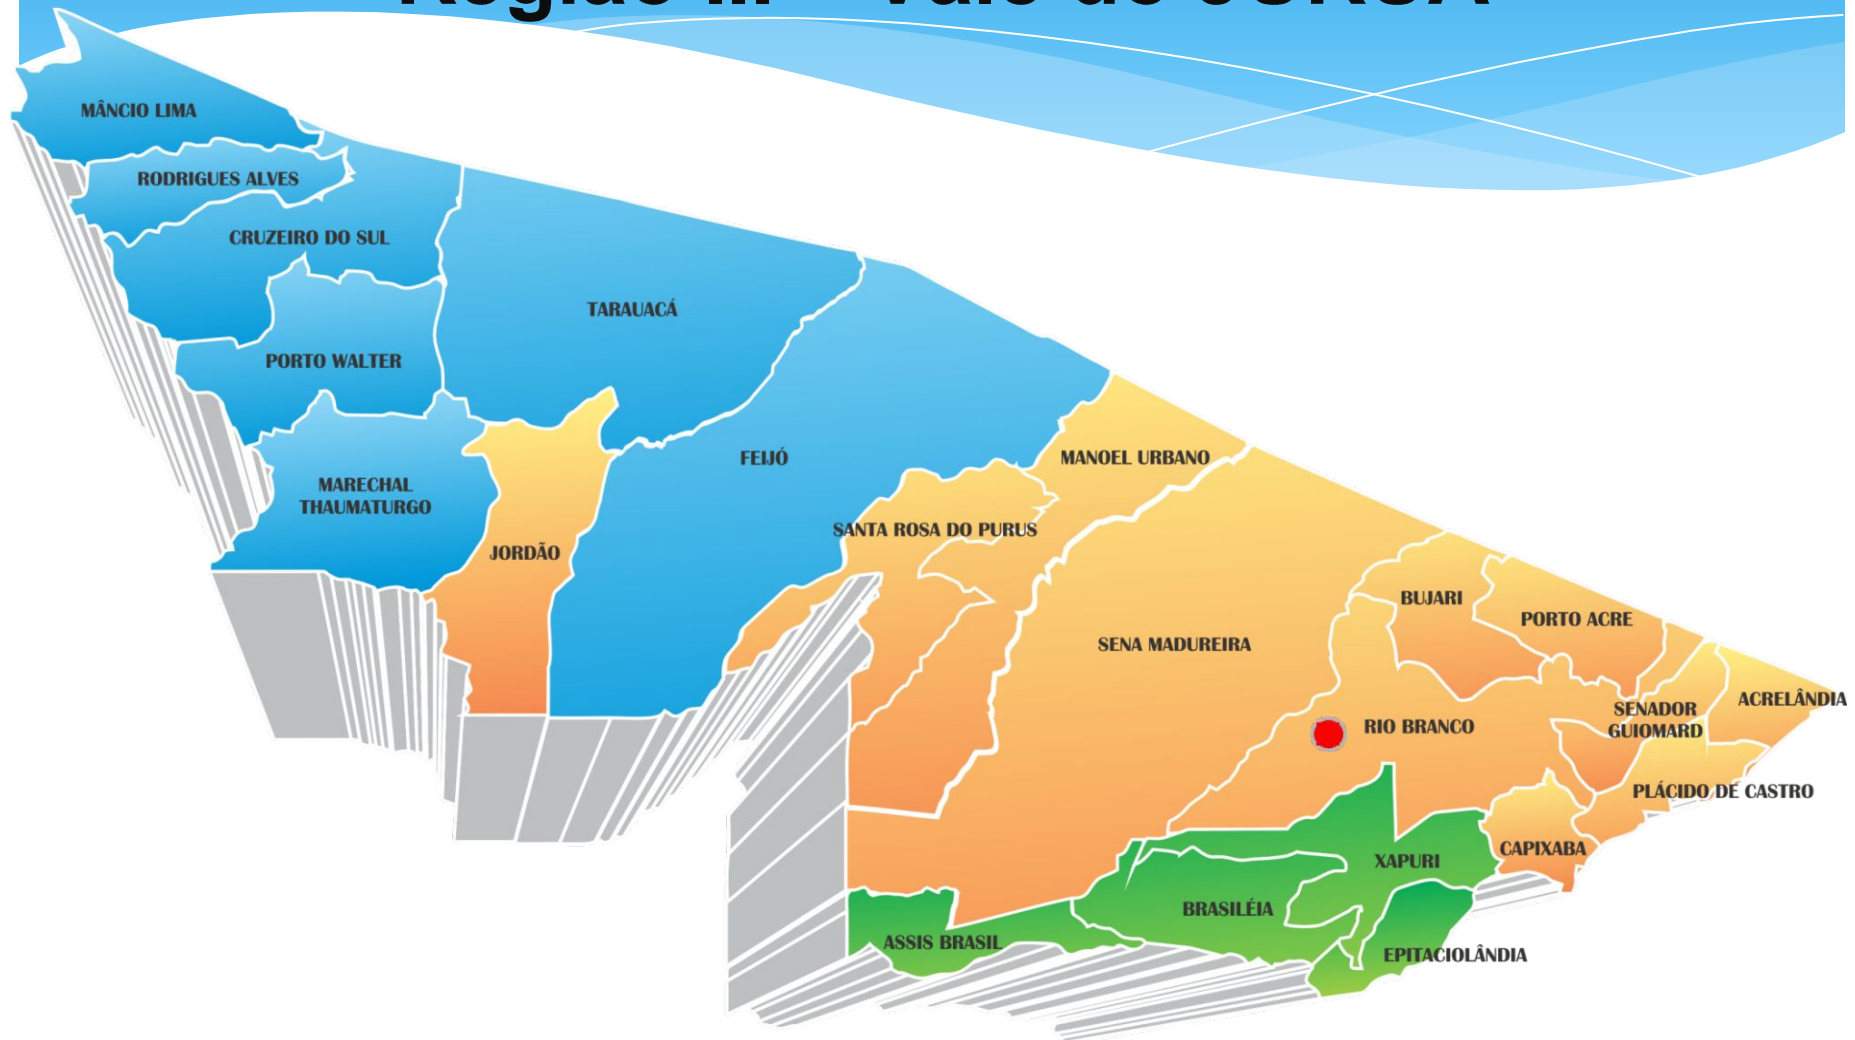 MÂNCIO LIMA
RODRIGUES ALVES
CRUZEIRO DO SUL
TARAUACÁ
PORTO WALTER
FEIJÓ
MANOEL URBANO
MARECHAL
THAUMATURGO
SANTA ROSA DO PURUS
JORDÃO
BUJARI
PORTO ACRE
SENA MADUREIRA
ACRELÂNDIA
SENADOR
GUIOMARD
RIO BRANCO
PLÁCIDO DE CASTRO
CAPIXABA
XAPURI
BRASILÉIA
ASSIS BRASIL
EPITACIOLÂNDIA